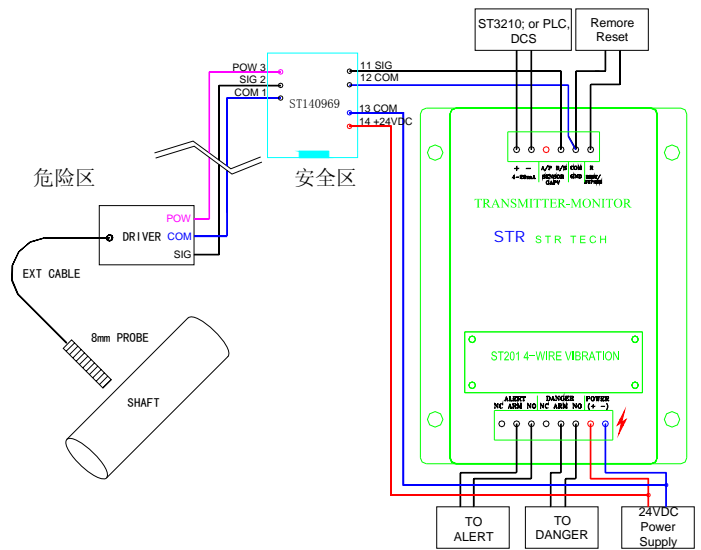 ST3210; or PLC,
DCS
Remore
Reset
POW 3
SIG 2
COM 1
ST140969
11 SIG
12 COM
13 COM
14 +24VDC
危险区
安全区
POW
DRIVER
COM
SIG
EXT CABLE
8mm PROBE
SHAFT
+ - A/P B/N COM R
4-20mA SENSOR GND
TRANSMITTER-MONITOR
STR STR TECH
ST201 4-WIRE VIBRATION
ALERT DANGER POWER
NC ARM NO NC ARM NO (+ -)
TO
ALERT
TO
DANGER
24VDC
Power
Supply